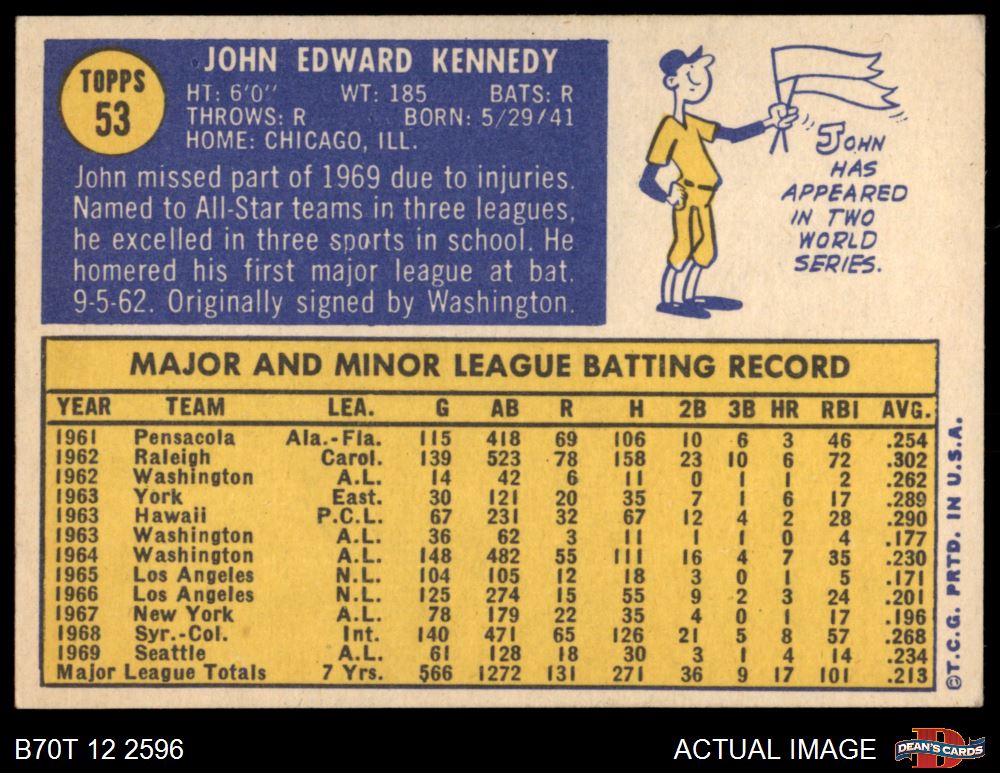 TOPPS
53
JOHN EDWARD KENNEDY
HT: 6'0" WT: 185 BATS: R
THROWS: R BORN: 5/29/41
HOME: CHICAGO, ILL.
John missed part of 1969 due to injuries.
Named to All-Star teams in three leagues,
he excelled in three sports in school. He
homered his first major league at bat,
9-5-62. Originally signed by Washington.
JOHN
HAS
APPEARED
IN TWO
WORLD
SERIES.
MAJOR AND MINOR LEAGUE BATTING RECORD
YEAR TEAM LEA. G AB R H 2B 3B HR RBI AVG.
1961 Pensacola Ala.-Fla. 115 418 69 106 10 6 3 46 .254
1962 Raleigh Carol. 139 523 78 158 23 10 6 72 .302
1962 Washington A.L. 14 42 6 11 0 1 1 2 .262
1963 York East. 30 121 20 35 7 1 6 17 .289
1963 Hawaii P.C.L. 67 231 32 67 12 4 2 28 .290
1963 Washington A.L. 36 62 3 11 1 1 0 4 .177
1964 Washington A.L. 148 482 55 111 16 4 7 35 .230
1965 Los Angeles N.L. 104 105 12 18 3 0 1 5 .171
1966 Los Angeles N.L. 125 274 15 55 9 2 3 24 .201
1967 New York A.L. 78 179 22 35 4 0 1 17 .196
1968 Syr.-Col. Int. 140 471 65 126 21 5 8 57 .268
1969 Seattle A.L. 61 128 18 30 3 1 4 14 .234
Major League Totals 7 Yrs. 566 1272 131 271 36 9 17 101 .213
©T.C.G. PRTD. IN U.S.A.
B70T 12 2596
ACTUAL IMAGE
D
DEAN'S CARDS